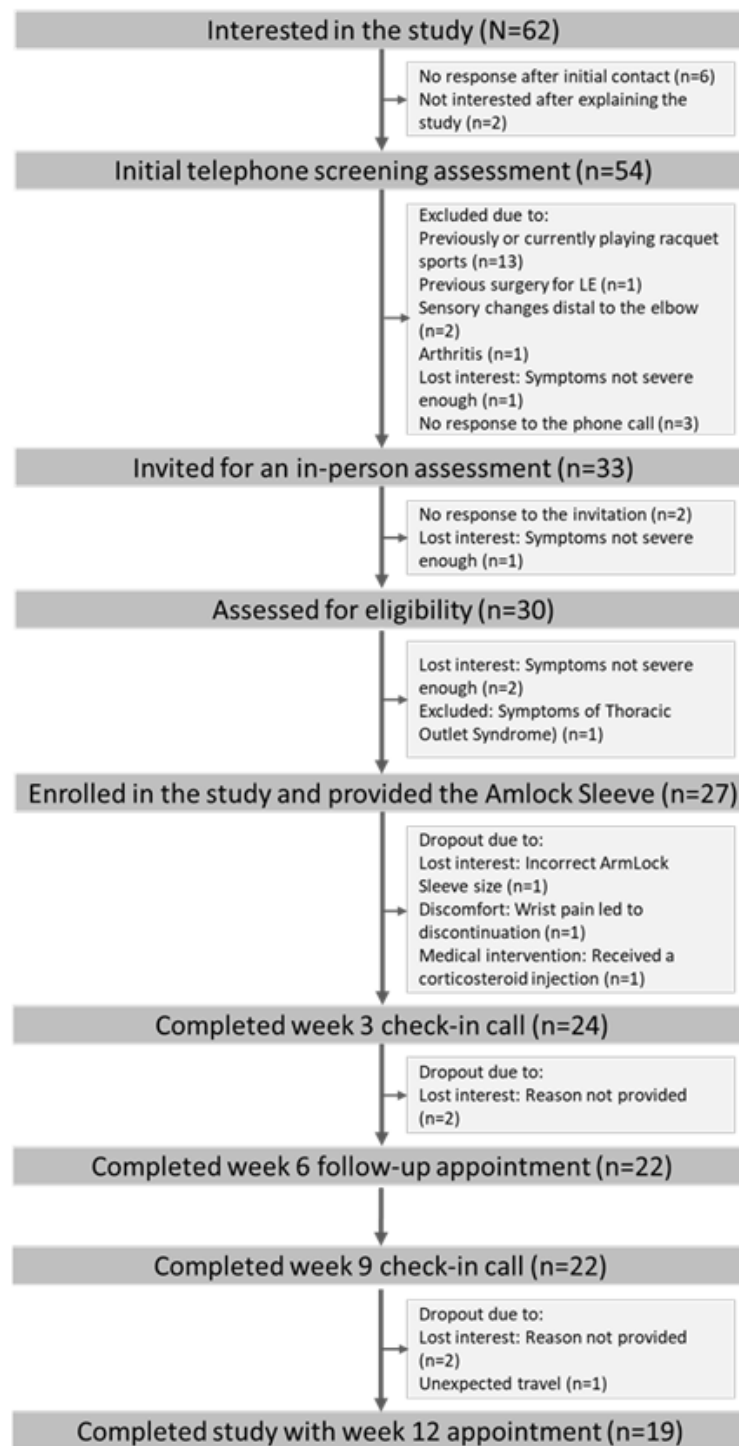 Interested in the study (N=62)
No response after initial contact (n=6)
Not interested after explaining the
study (n=2)
Initial telephone screening assessment (n=54)
Excluded due to:
Previously or currently playing racquet
sports (n=13)
Previous surgery for LE (n=1)
Sensory changes distal to the elbow
(n=2)
Arthritis (n=1)
Lost interest: Symptoms not severe
enough (n=1)
No response to the phone call (n=3)
Invited for an in-person assessment (n=33)
No response to the invitation (n=2)
Lost interest: Symptoms not severe
enough (n=1)
Assessed for eligibility (n=30)
Lost interest: Symptoms not severe
enough (n=2)
Excluded: Symptoms of Thoracic
Outlet Syndrome) (n=1)
Enrolled in the study and provided the Amlock Sleeve (n=27)
Dropout due to:
Lost interest: Incorrect ArmLock
Sleeve size (n=1)
Discomfort: Wrist pain led to
discontinuation (n=1)
Medical intervention: Received a
corticosteroid injection (n=1)
Completed week 3 check-in call (n=24)
Dropout due to:
Lost interest: Reason not provided
(n=2)
Completed week 6 follow-up appointment (n=22)
Completed week 9 check-in call (n=22)
Dropout due to:
Lost interest: Reason not provided
(n=2)
Unexpected travel (n=1)
Completed study with week 12 appointment (n=19)